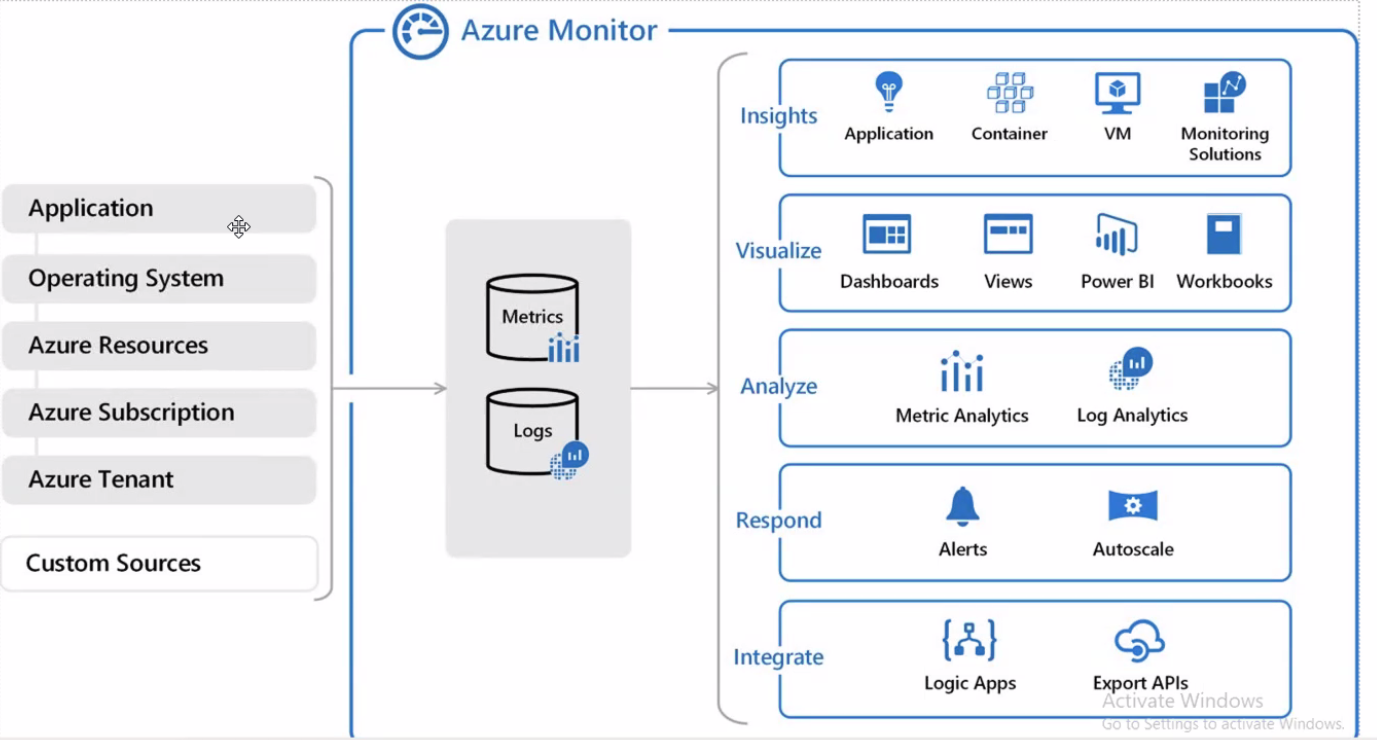 Azure Monitor
Application
Operating System
Azure Resources
Azure Subscription
Azure Tenant
Custom Sources
Metrics
Logs
Insights
Application
Container
VM
Monitoring
Solutions
Visualize
Dashboards
Views
Power BI
Workbooks
Analyze
Metric Analytics
Log Analytics
Respond
Alerts
Autoscale
Integrate
Logic Apps
Export APIs
Activate Windows
Go to Settings to activate Windows.